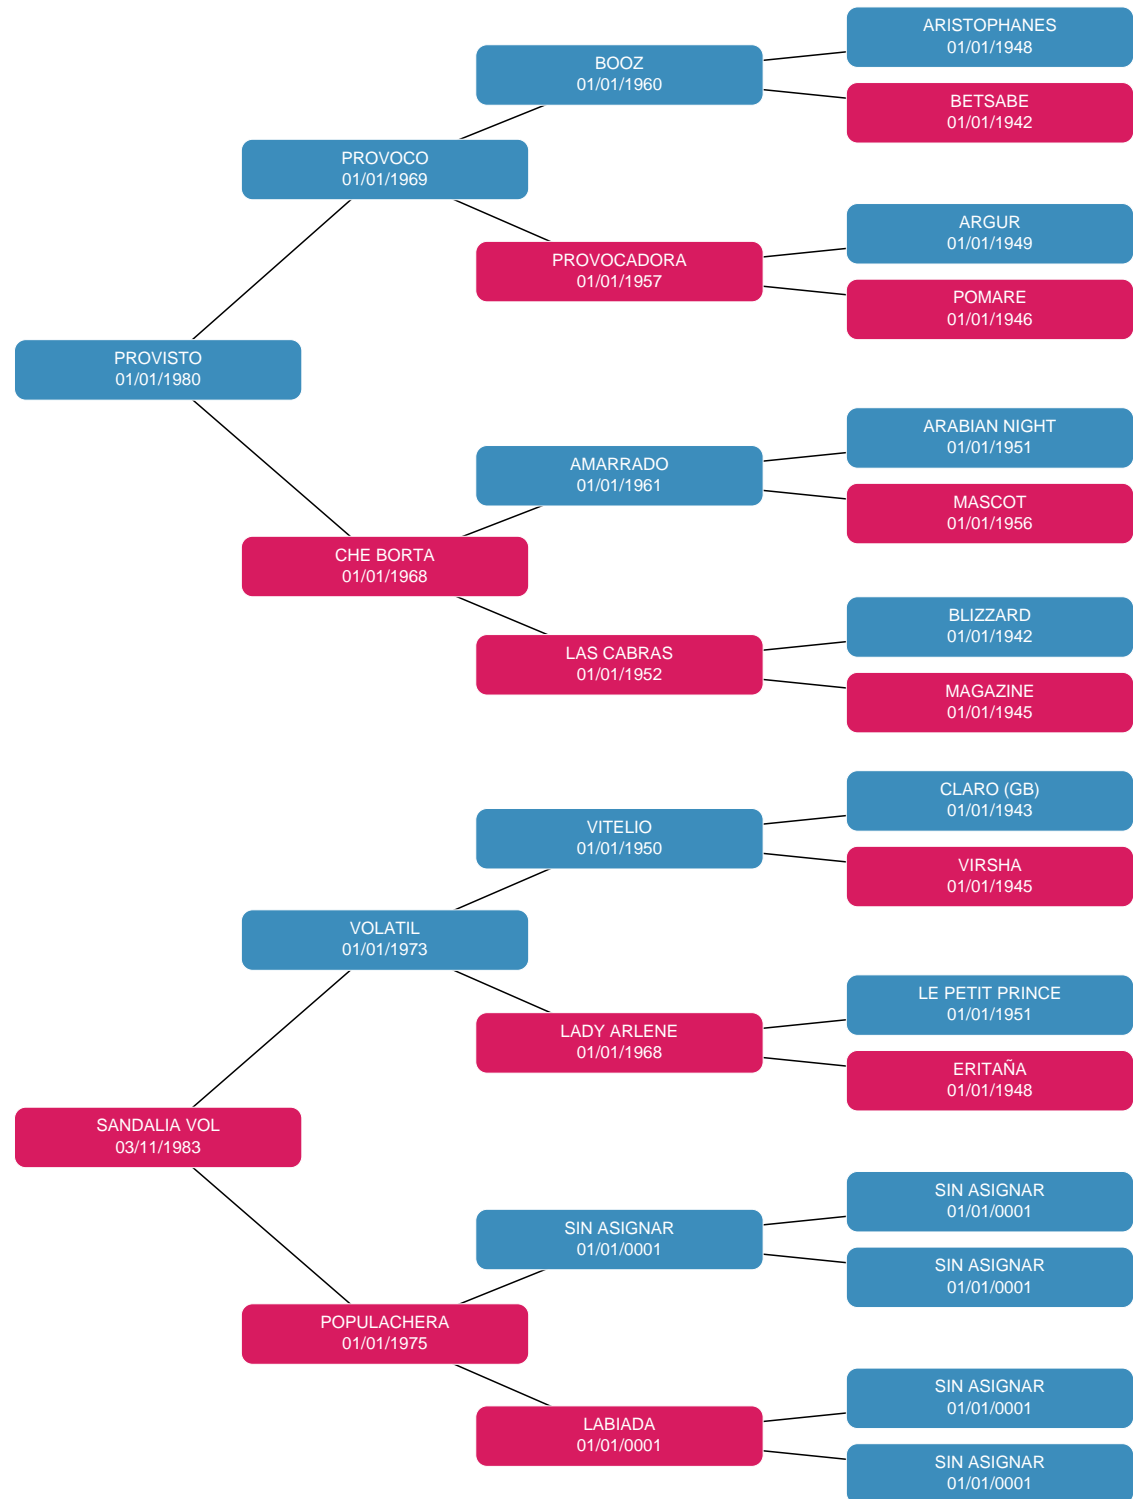 ARISTOPHANES
01/01/1948
BOOZ
01/01/1960
BETSABE
01/01/1942
PROVOCO
01/01/1969
ARGUR
01/01/1949
PROVOCADORA
01/01/1957
POMARE
01/01/1946
PROVISTO
01/01/1980
ARABIAN NIGHT
01/01/1951
AMARRADO
01/01/1961
MASCOT
01/01/1956
CHE BORTA
01/01/1968
BLIZZARD
01/01/1942
LAS CABRAS
01/01/1952
MAGAZINE
01/01/1945
CLARO (GB)
01/01/1943
VITELIO
01/01/1950
VIRSHA
01/01/1945
VOLATIL
01/01/1973
LE PETIT PRINCE
01/01/1951
LADY ARLENE
01/01/1968
ERITAÑA
01/01/1948
SANDALIA VOL
03/11/1983
SIN ASIGNAR
01/01/0001
SIN ASIGNAR
01/01/0001
SIN ASIGNAR
01/01/0001
POPULACHERA
01/01/1975
SIN ASIGNAR
01/01/0001
LABIADA
01/01/0001
SIN ASIGNAR
01/01/0001